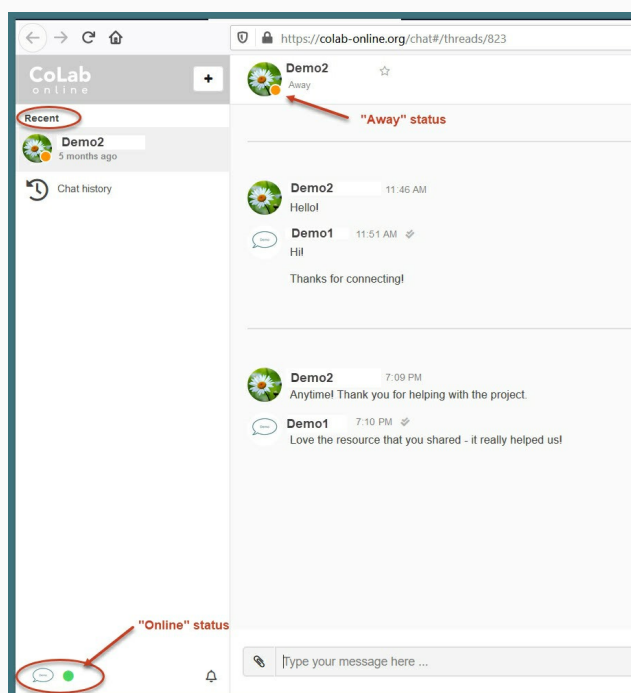 https://colab-online.org/chat#/threads/823
CoLab
online
+
Demo2
Away
Recent
"Away" status
Demo2
5 months ago
Chat history
Demo2 11:46 AM
Hello!
Demo1 11:51 AM
Hi!
Thanks for connecting!
Demo2 7:09 PM
Anytime! Thank you for helping with the project.
Demo1 7:10 PM
Love the resource that you shared - it really helped us!
"Online" status
Type your message here ...